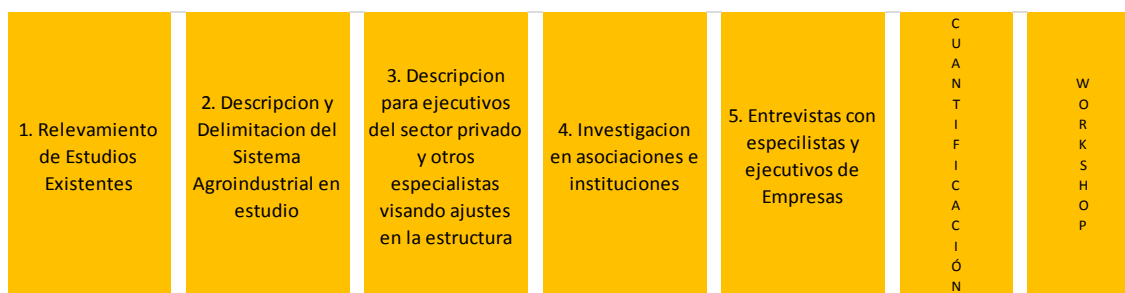 1. Relevamiento
de Estudios
Existentes
2. Descripcion y
Delimitacion del
Sistema
Agroindustrial en
estudio
3. Descripcion
para ejecutivos
del sector privado
y otros
especialistas
visando ajustes
en la estructura
4. Investigacion
en asociaciones e
instituciones
5. Entrevistas con
especilistas y
ejecutivos de
Empresas
C
U
A
N
T
I
F
I
C
A
C
I
Ó
N
W
O
R
K
S
H
O
P